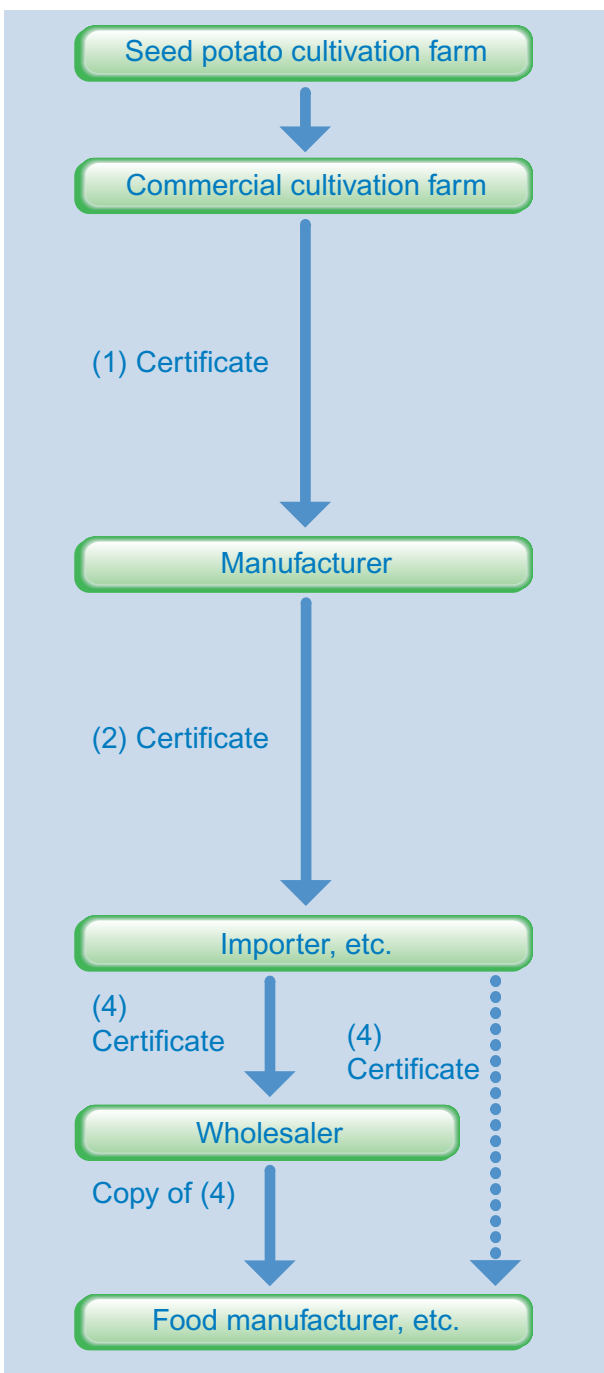 Seed potato cultivation farm
Commercial cultivation farm
(1) Certificate
Manufacturer
(2) Certificate
Importer, etc.
(4)
Certificate
(4)
Certificate
Wholesaler
Copy of (4)
Food manufacturer, etc.